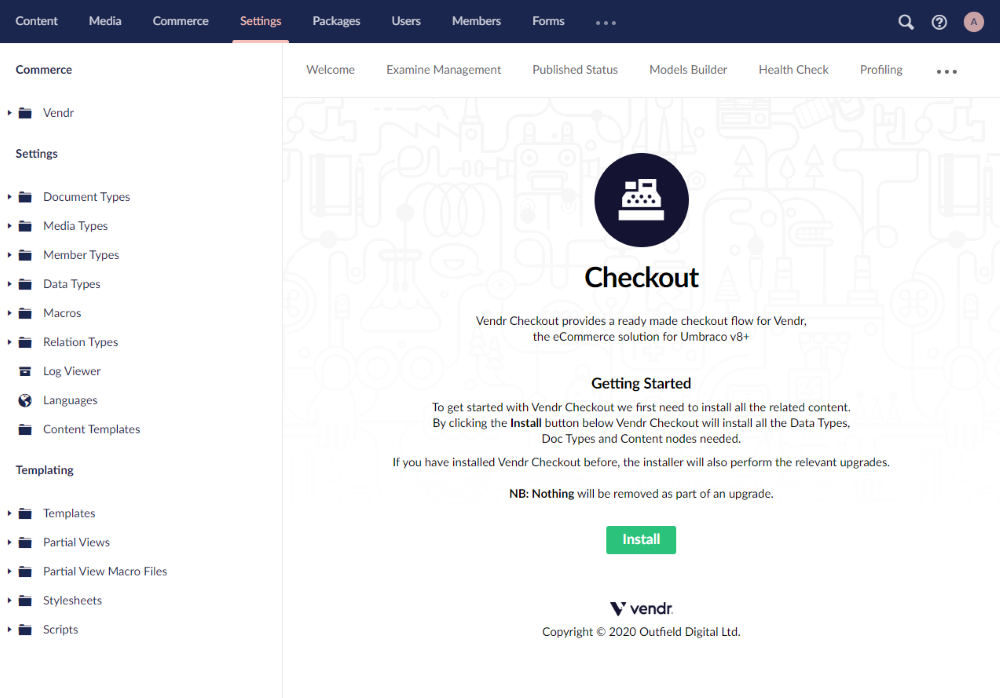 Content Media Commerce Settings Packages Users Members Forms
A
Commerce
Vendr
Settings
Document Types
Media Types
Member Types
Data Types
Macros
Relation Types
Log Viewer
Languages
Content Templates
Templating
Templates
Partial Views
Partial View Macro Files
Stylesheets
Scripts
Welcome Examine Management Published Status Models Builder Health Check Profiling
Checkout
Vendr Checkout provides a ready made checkout flow for Vendr,
the eCommerce solution for Umbraco v8+
Getting Started
To get started with Vendr Checkout we first need to install all the related content.
By clicking the Install button below Vendr Checkout will install all the Data Types,
Doc Types and Content nodes needed.
If you have installed Vendr Checkout before, the installer will also perform the relevant upgrades.
NB: Nothing will be removed as part of an upgrade.
Install
vendr.
Copyright © 2020 Outfield Digital Ltd.